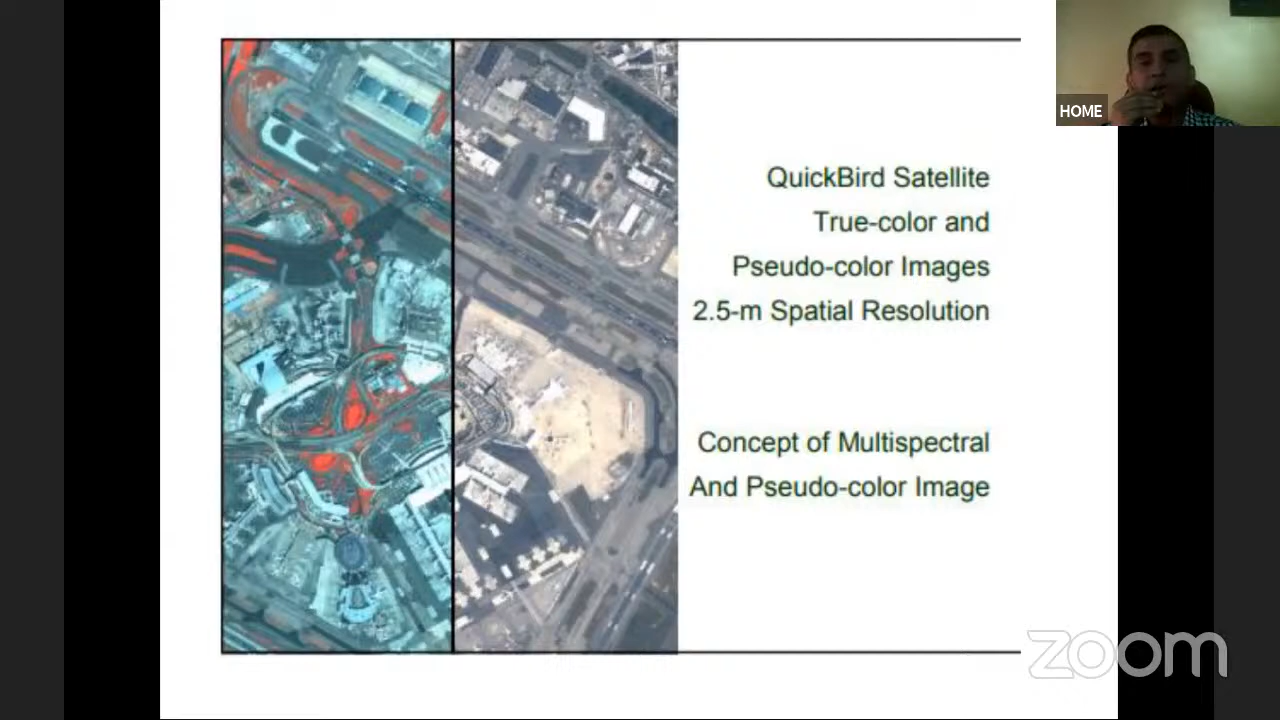 HOME
QuickBird Satellite
True-color and
Pseudo-color Images
2.5-m Spatial Resolution
Concept of Multispectral
And Pseudo-color Image
zoom